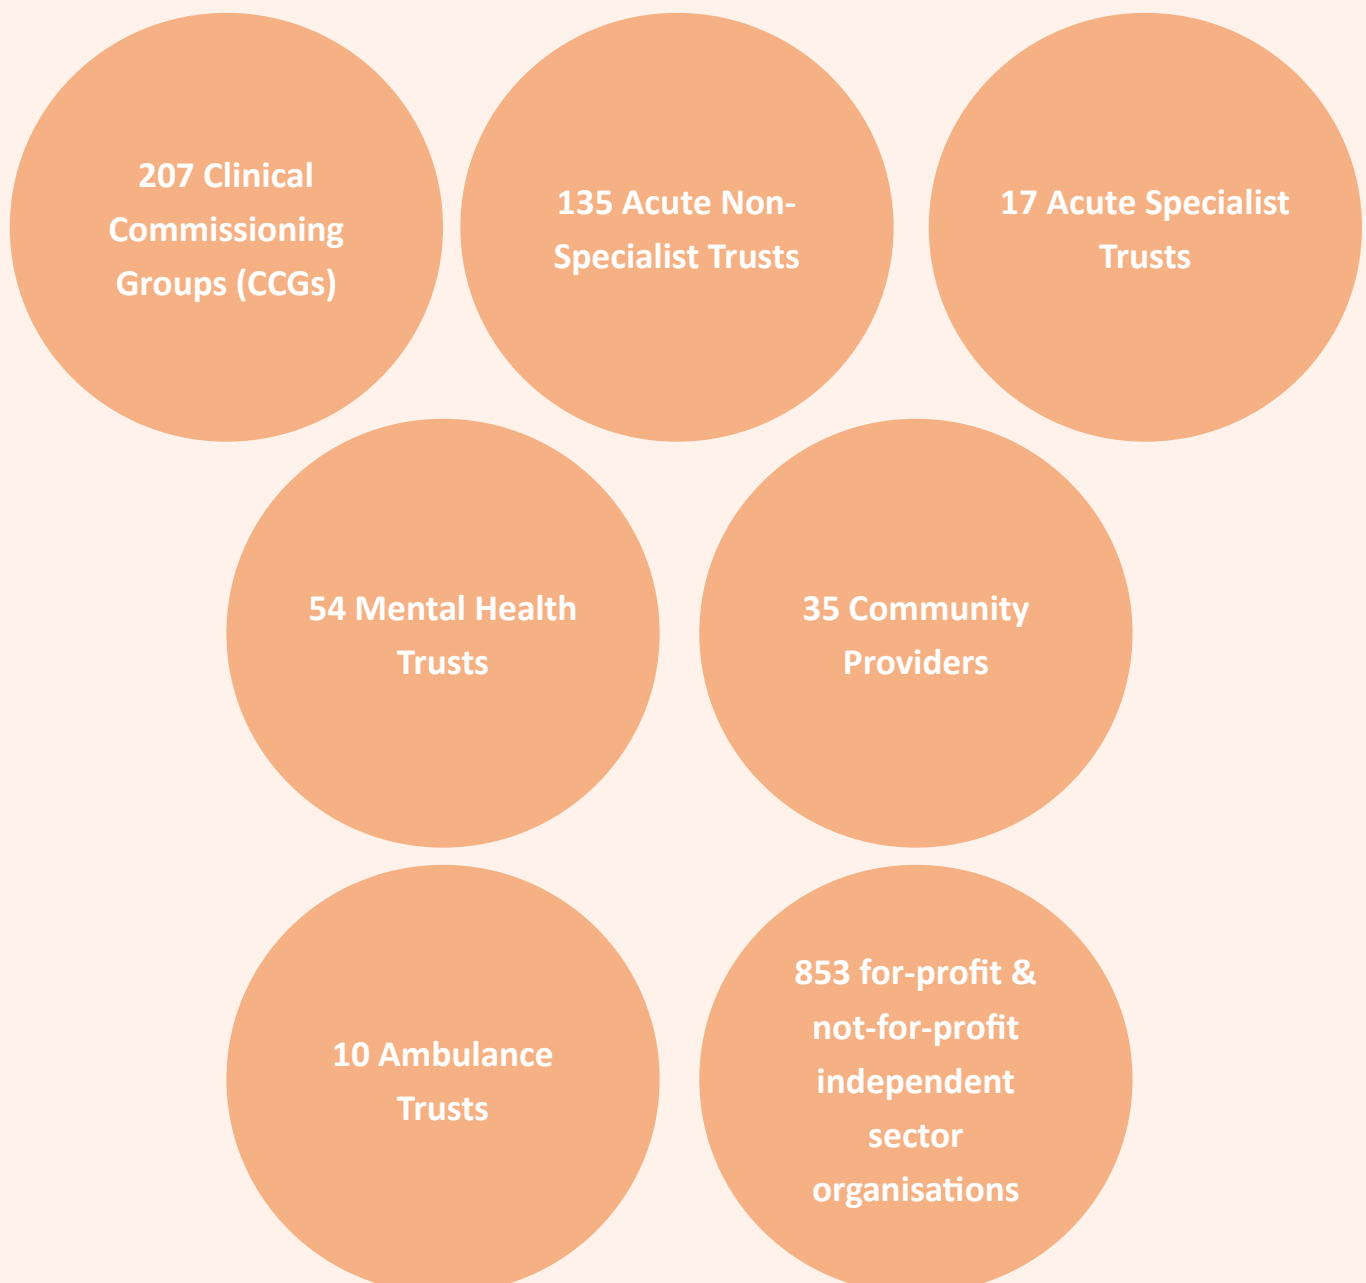 207 Clinical
Commissioning
Groups (CCGs)
135 Acute Non-
Specialist Trusts
17 Acute Specialist
Trusts
54 Mental Health
Trusts
35 Community
Providers
10 Ambulance
Trusts
853 for-profit &
not-for-profit
independent
sector
organisations